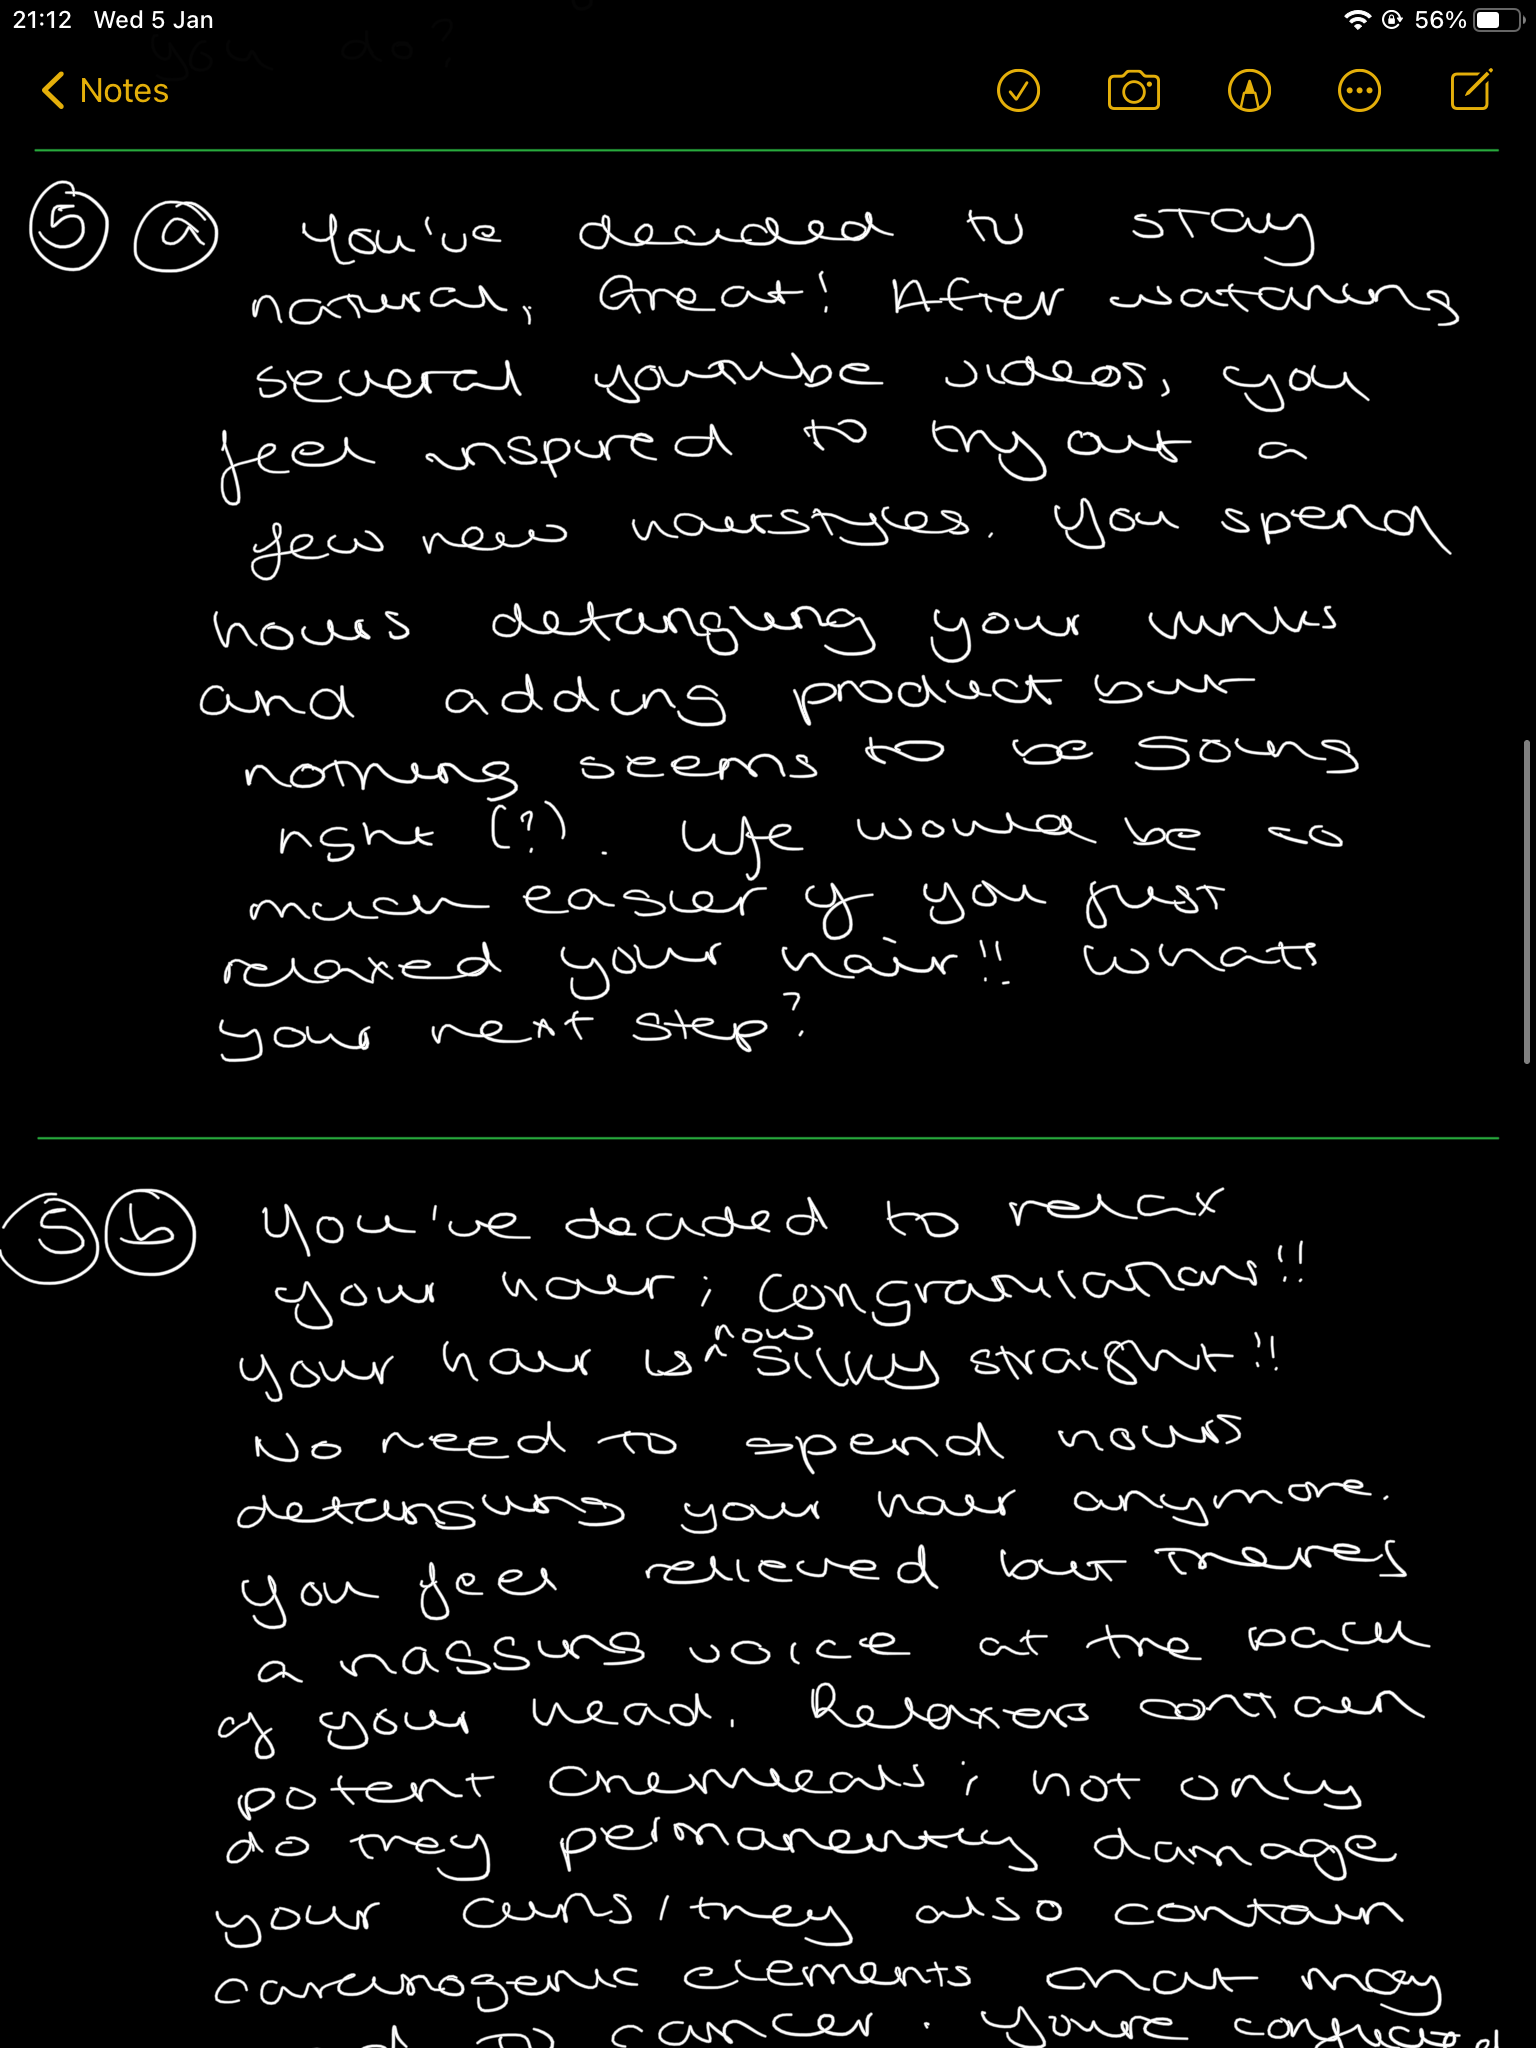 21:12 Wed 5 Jan 56%
you do?
Notes
5 a You've decided to stay
natural, Great! After watching
several youtube videos, you
feel inspired to try out a
few new hairstyles. You spend
hours detangling your kinks
and adding product but
nothing seems to be going
right (?). Life would be so
much easier if you just
relaxed your hair!! Whats
your next step?
5 b You've decided to relax
your hair; Congratulations!!
your hair is ^now silky straight!!
No need to spend hours
detangling your hair anymore.
you feel relieved but theres
a nagging voice at the back
of your head. Relaxers contain
potent chemicals; not only
do they permanently damage
your curls, they also contain
carcinogenic elements that may
lead to cancer. Youre conflicted